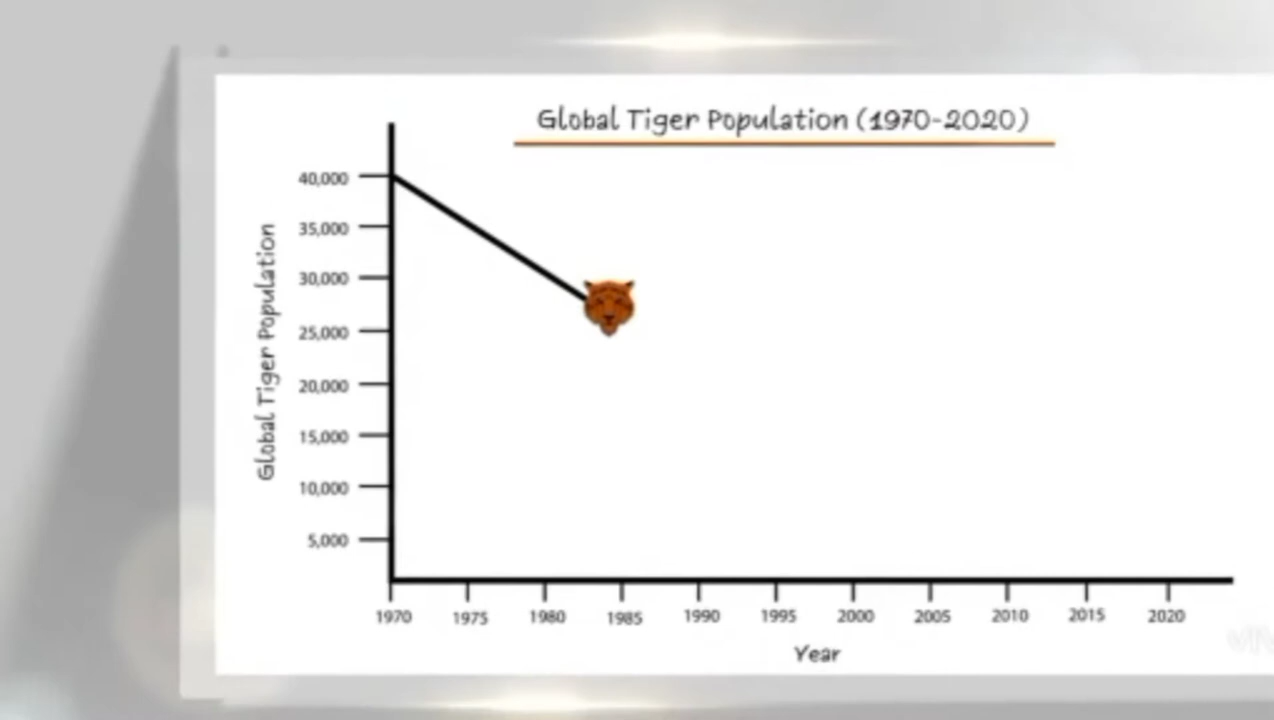 Global Tiger Population (1970-2020)
Global Tiger Population
40,000
35,000
30,000
25,000
20,000
15,000
10,000
5,000
1970 1975 1980 1985 1990 1995 2000 2005 2010 2015 2020
Year